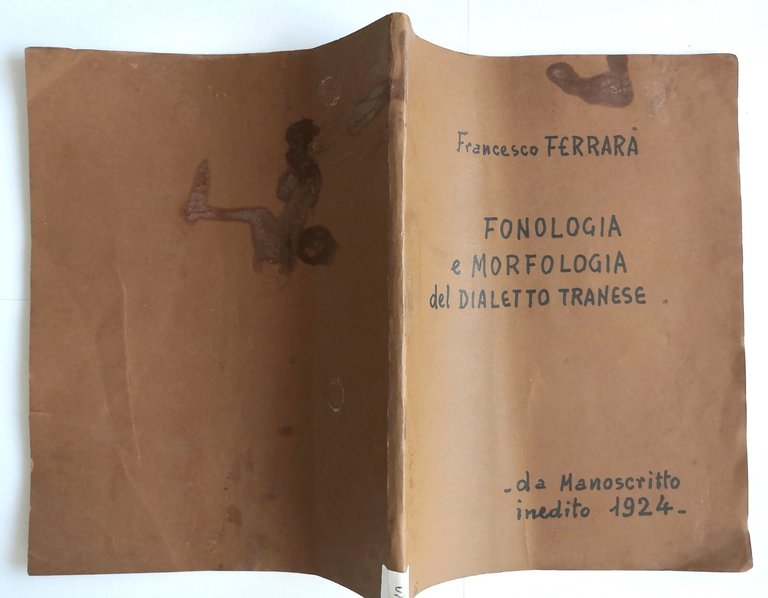 Francesco FERRARA
FONOLOGIA
e MORFOLOGIA
del DIALETTO TRANESE -
- da Manoscritto
inedito 1924 -